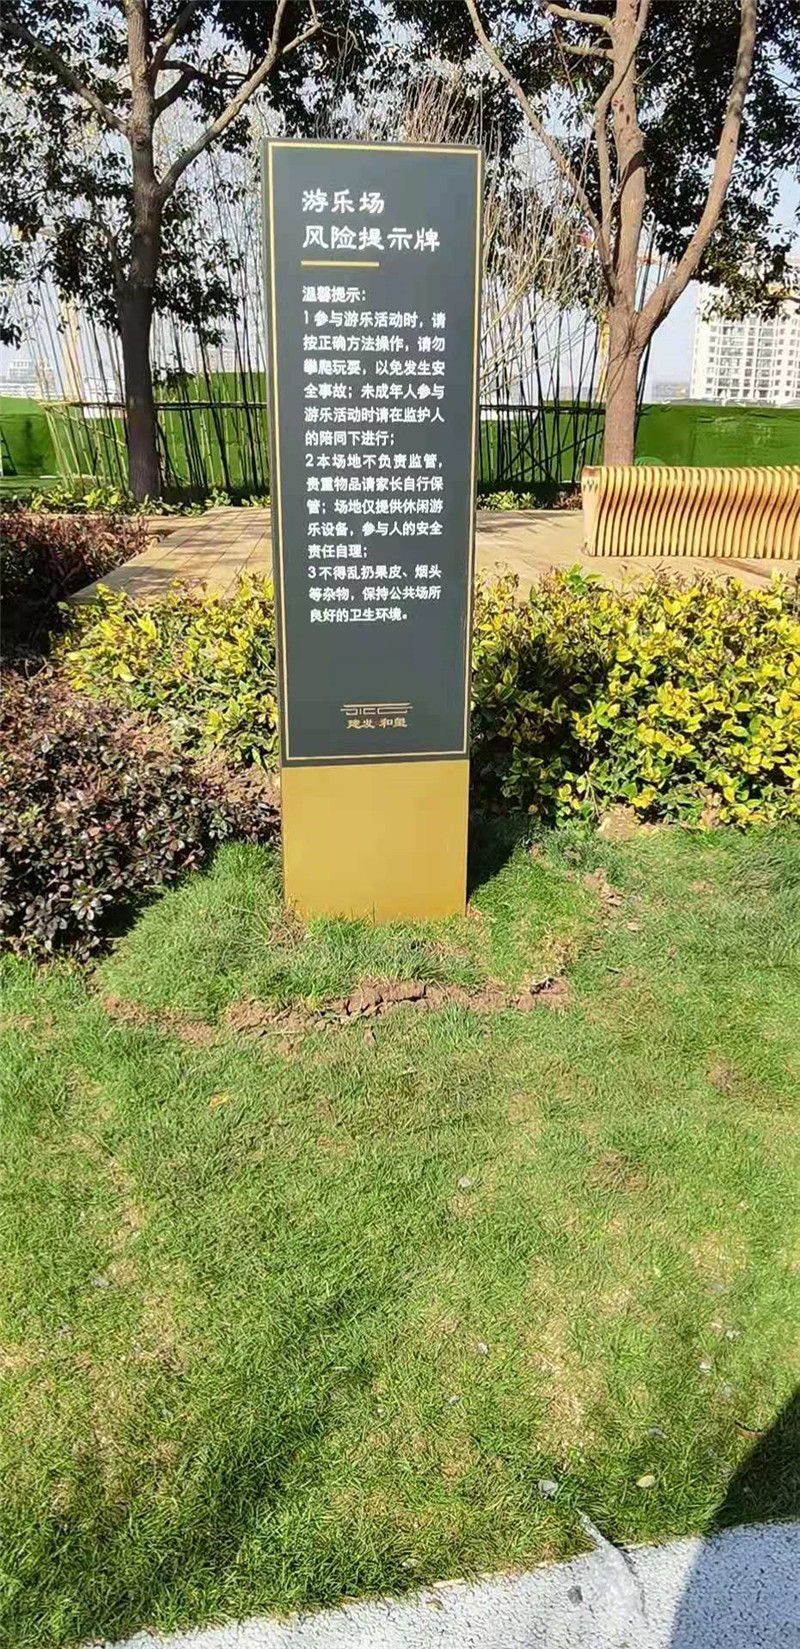 游乐场
风险提示牌
温馨提示：
1参与游乐活动时，请
按正确方法操作，请勿
攀爬玩耍，以免发生安
全事故；未成年人参与
游乐活动时请在监护人
的陪同下进行；
2本场地不负责监管，
贵重物品请家长自行保
管；场地仅提供休闲游
乐设备，参与人的安全
责任自理；
3不得乱扔果皮、烟头
等杂物，保持公共场所
良好的卫生环境。
建发 和玺